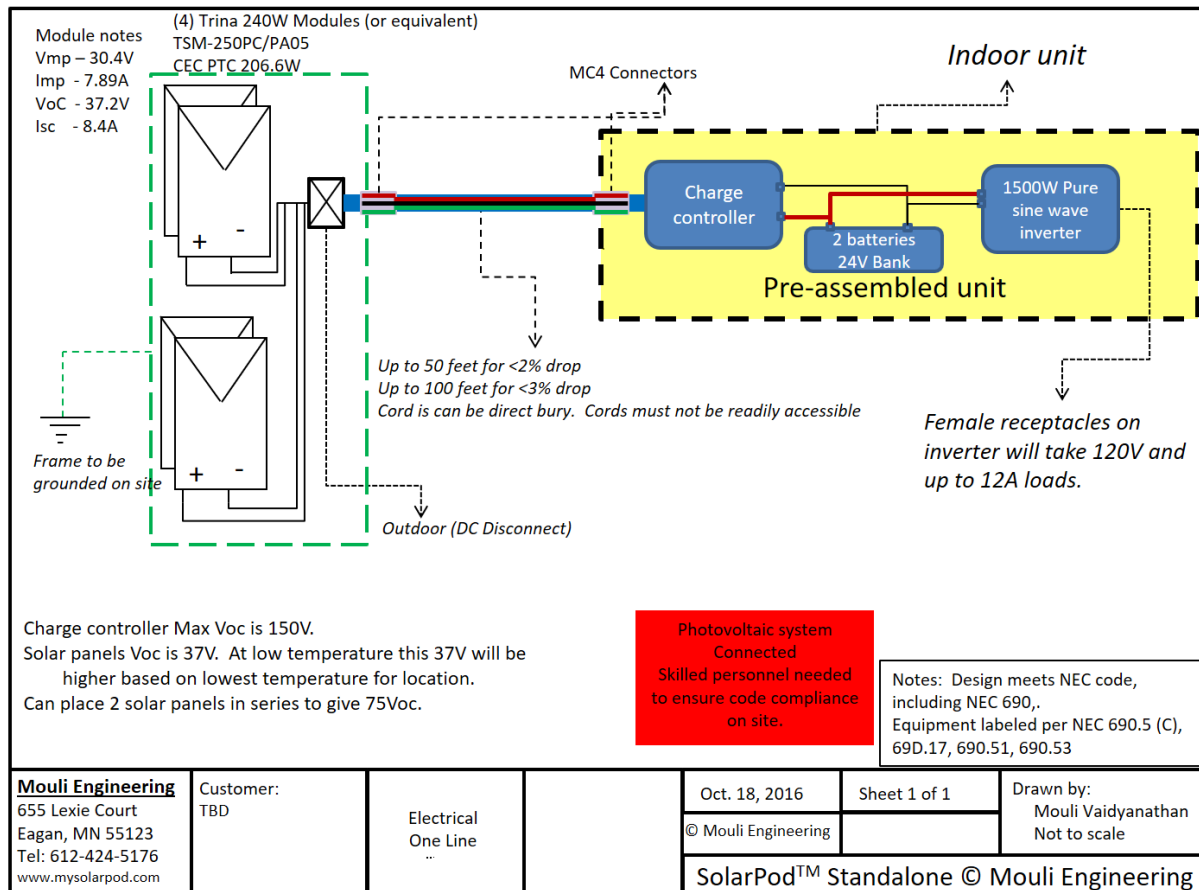 (4) Trina 240W Modules (or equivalent)
TSM-250PC/PA05
CEC PTC 206.6W
Module notes
Vmp – 30.4V
Imp - 7.89A
VoC - 37.2V
Isc - 8.4A
MC4 Connectors
Indoor unit
Charge
controller
1500W Pure
sine wave
inverter
2 batteries
24V Bank
Pre-assembled unit
+ -
+ -
Up to 50 feet for <2% drop
Up to 100 feet for <3% drop
Cord is can be direct bury. Cords must not be readily accessible
Female receptacles on
inverter will take 120V and
up to 12A loads.
Frame to be
grounded on site
Outdoor (DC Disconnect)
Charge controller Max Voc is 150V.
Solar panels Voc is 37V. At low temperature this 37V will be
higher based on lowest temperature for location.
Can place 2 solar panels in series to give 75Voc.
Photovoltaic system
Connected
Skilled personnel needed
to ensure code compliance
on site.
Notes: Design meets NEC code,
including NEC 690,.
Equipment labeled per NEC 690.5 (C),
69D.17, 690.51, 690.53
Mouli Engineering
655 Lexie Court
Eagan, MN 55123
Tel: 612-424-5176
www.mysolarpod.com
Customer:
TBD
Electrical
One Line
..
Oct. 18, 2016
Sheet 1 of 1
© Mouli Engineering
Drawn by:
Mouli Vaidyanathan
Not to scale
SolarPod™ Standalone © Mouli Engineering